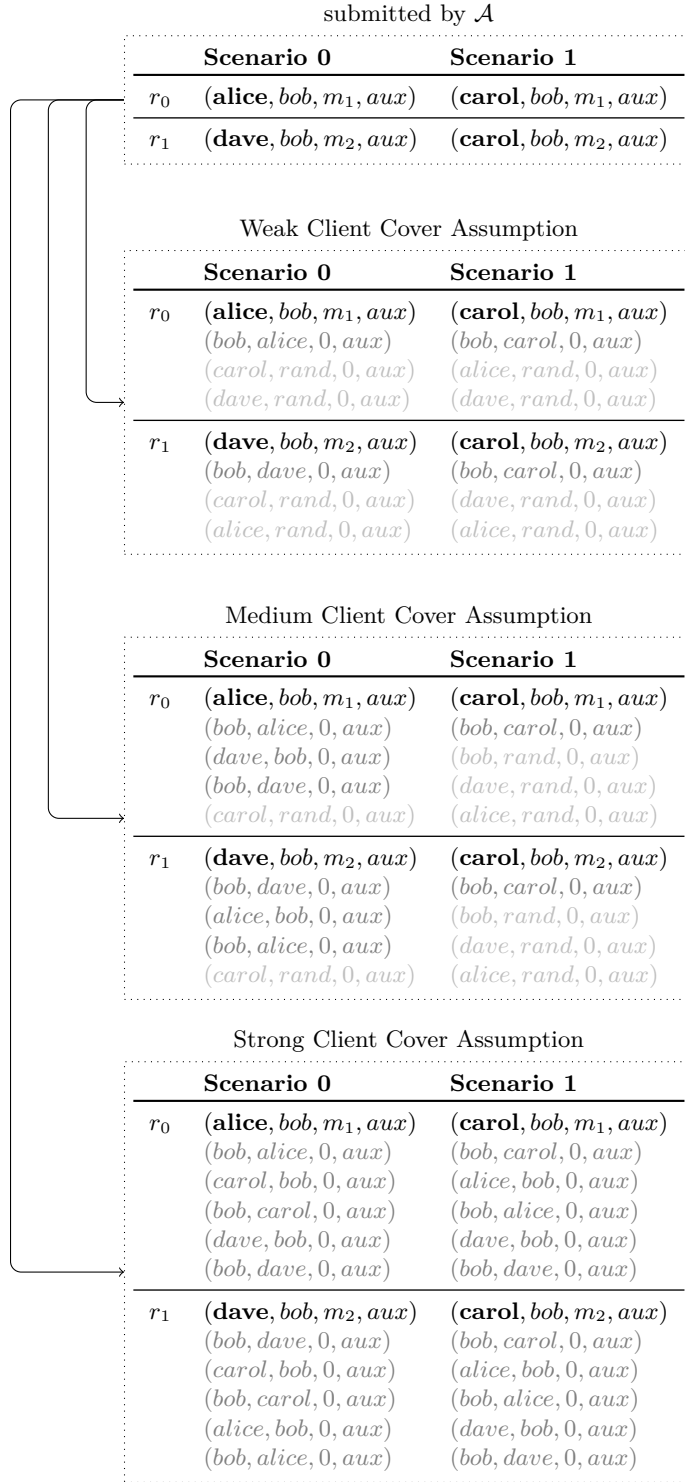 submitted by 𝒜
Scenario 0 Scenario 1
r₀ (alice, bob, m₁, aux) (carol, bob, m₁, aux)
r₁ (dave, bob, m₂, aux) (carol, bob, m₂, aux)
Weak Client Cover Assumption
Scenario 0 Scenario 1
r₀ (alice, bob, m₁, aux) (carol, bob, m₁, aux)
(bob, alice, 0, aux) (bob, carol, 0, aux)
(carol, rand, 0, aux) (alice, rand, 0, aux)
(dave, rand, 0, aux) (dave, rand, 0, aux)
r₁ (dave, bob, m₂, aux) (carol, bob, m₂, aux)
(bob, dave, 0, aux) (bob, carol, 0, aux)
(carol, rand, 0, aux) (dave, rand, 0, aux)
(alice, rand, 0, aux) (alice, rand, 0, aux)
Medium Client Cover Assumption
Scenario 0 Scenario 1
r₀ (alice, bob, m₁, aux) (carol, bob, m₁, aux)
(bob, alice, 0, aux) (bob, carol, 0, aux)
(dave, bob, 0, aux) (bob, rand, 0, aux)
(bob, dave, 0, aux) (dave, rand, 0, aux)
(carol, rand, 0, aux) (alice, rand, 0, aux)
r₁ (dave, bob, m₂, aux) (carol, bob, m₂, aux)
(bob, dave, 0, aux) (bob, carol, 0, aux)
(alice, bob, 0, aux) (bob, rand, 0, aux)
(bob, alice, 0, aux) (dave, rand, 0, aux)
(carol, rand, 0, aux) (alice, rand, 0, aux)
Strong Client Cover Assumption
Scenario 0 Scenario 1
r₀ (alice, bob, m₁, aux) (carol, bob, m₁, aux)
(bob, alice, 0, aux) (bob, carol, 0, aux)
(carol, bob, 0, aux) (alice, bob, 0, aux)
(bob, carol, 0, aux) (bob, alice, 0, aux)
(dave, bob, 0, aux) (dave, bob, 0, aux)
(bob, dave, 0, aux) (bob, dave, 0, aux)
r₁ (dave, bob, m₂, aux) (carol, bob, m₂, aux)
(bob, dave, 0, aux) (bob, carol, 0, aux)
(carol, bob, 0, aux) (alice, bob, 0, aux)
(bob, carol, 0, aux) (bob, alice, 0, aux)
(alice, bob, 0, aux) (dave, bob, 0, aux)
(bob, alice, 0, aux) (bob, dave, 0, aux)